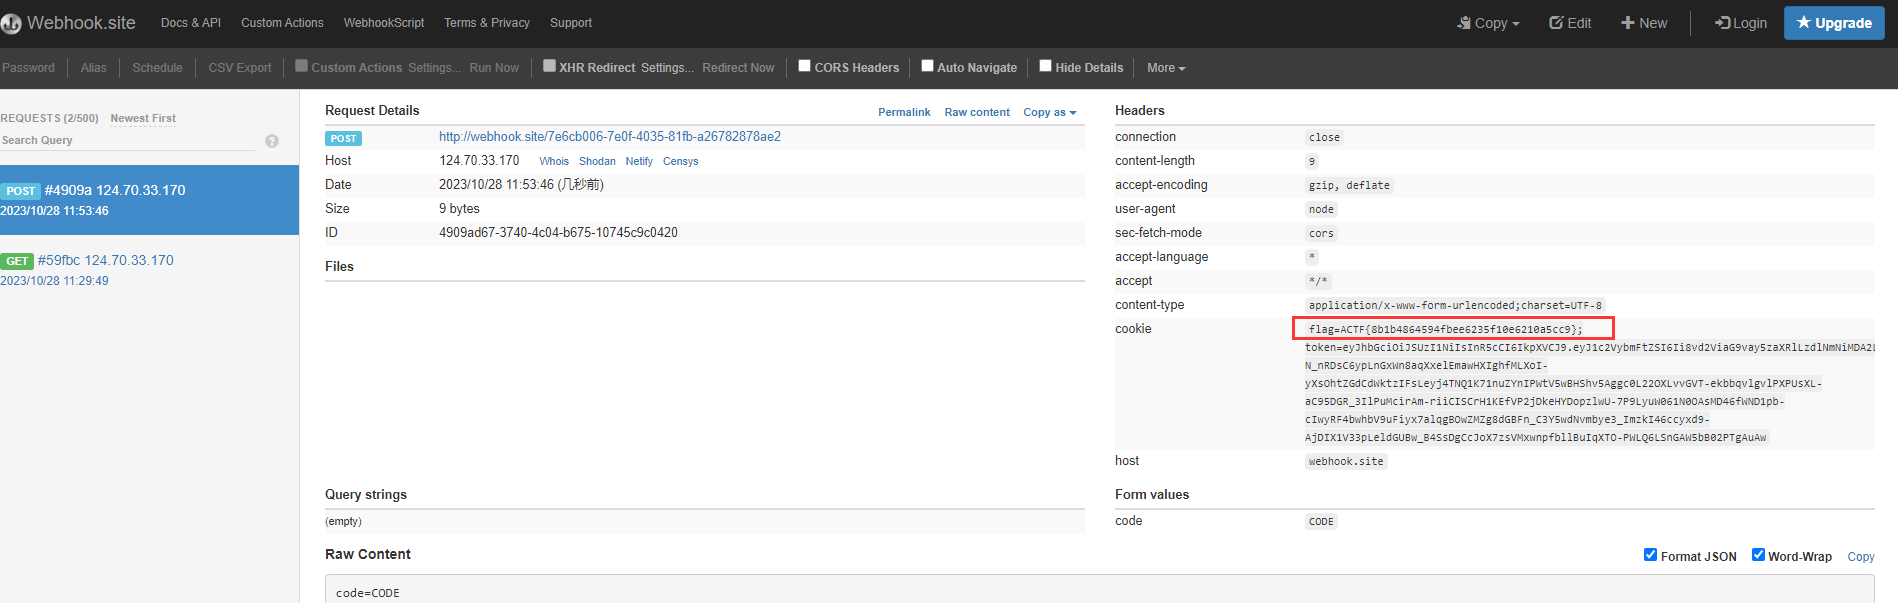 Webhook.site Docs & API Custom Actions WebhookScript Terms & Privacy Support Copy Edit New Login Upgrade
Password Alias Schedule CSV Export Custom Actions Settings... Run Now XHR Redirect Settings... Redirect Now CORS Headers Auto Navigate Hide Details More
REQUESTS (2/500) Newest First
Search Query
?
POST #4909a 124.70.33.170
2023/10/28 11:53:46
GET #59fbc 124.70.33.170
2023/10/28 11:29:49
Request Details Permalink Raw content Copy as
POST http://webhook.site/7e6cb006-7e0f-4035-81fb-a26782878ae2
Host 124.70.33.170 Whois Shodan Netify Censys
Date 2023/10/28 11:53:46 (几秒前)
Size 9 bytes
ID 4909ad67-3740-4c04-b675-10745c9c0420
Files
Headers
connection close
content-length 9
accept-encoding gzip, deflate
user-agent node
sec-fetch-mode cors
accept-language *
accept */*
content-type application/x-www-form-urlencoded;charset=UTF-8
cookie flag=ACTF{8b1b4864594fbee6235f10e6210a5cc9};
token=eyJhbGciOiJSUzI1NiIsInR5cCI6IkpXVCJ9.eyJ1c2VybmFtZSI6Ii8vd2ViaG9vay5zaXRlLzdlNmNiMDA2L
N_nRDsC6ypLnGxWn8aqXxelEmawHXIghfMLXoI-
yXsOhtZGdCdWktzIFsLeyj4TNQ1K71nuZYnIPWtV5wBHShv5Aggc0L22OXLvvGVT-ekbbqvlgvlPXPUsXL-
aC95DGR_3IlPuMcirAm-riiCISCrH1KEfVP2jDkeHYDopzlwU-7P9LyuW061N0OAsMD46fWND1pb-
cIwyRF4bwhbV9uFiyx7alqgBOwZMZg8dGBFn_C3Y5wdNvmbye3_ImzkI46ccyxd9-
AjDIX1V33pLeldGUBw_B4SsDgCcJoX7zsVMxwnpfbllBuIqXTO-PWLQ6LSnGAW5bB02PTgAuAw
host webhook.site
Query strings
(empty)
Form values
code CODE
Raw Content Format JSON Word-Wrap Copy
code=CODE